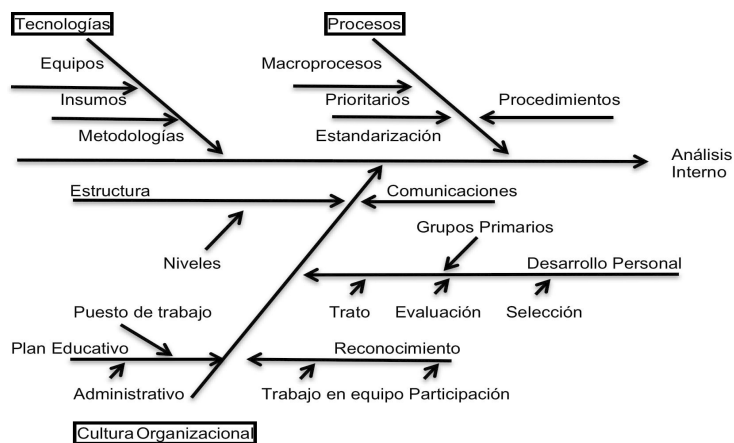 Tecnologías
Procesos
Equipos
Macroprocesos
Insumos
Prioritarios
Procedimientos
Metodologías
Estandarización
Análisis
Interno
Estructura
Comunicaciones
Grupos Primarios
Niveles
Desarrollo Personal
Puesto de trabajo
Trato
Evaluación
Selección
Plan Educativo
Reconocimiento
Administrativo
Trabajo en equipo
Participación
Cultura Organizacional